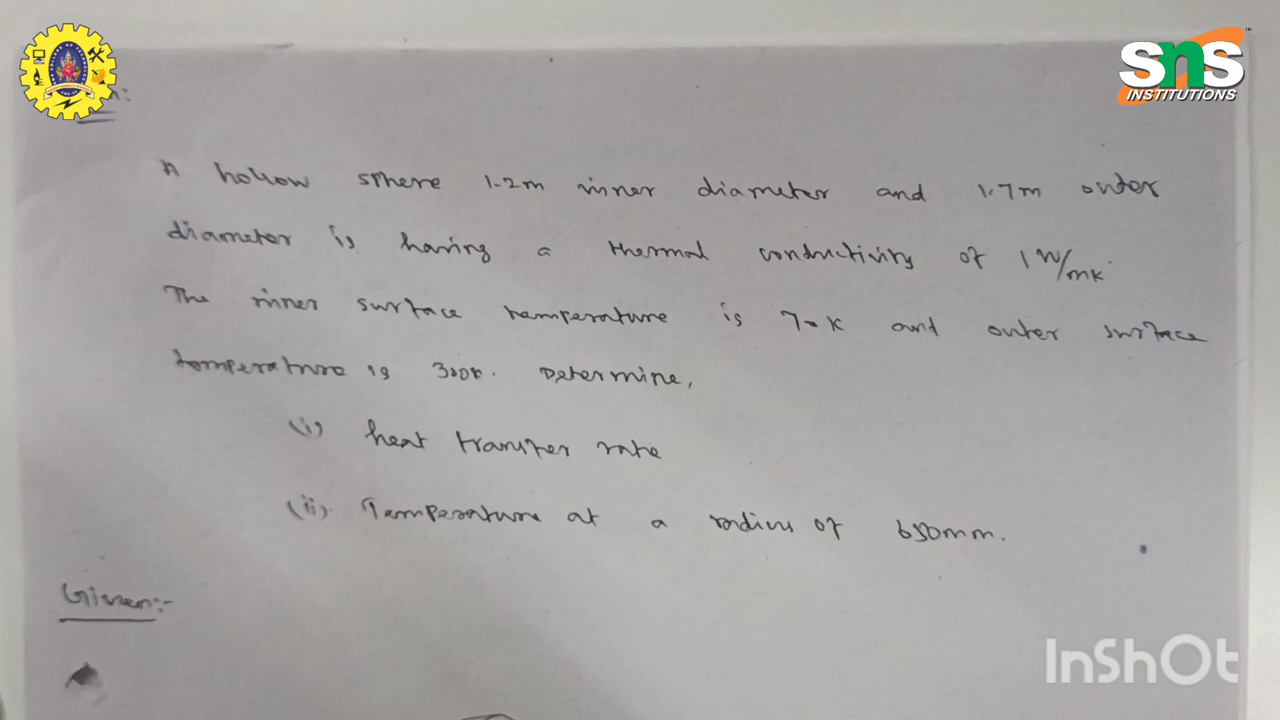 SNS
INSTITUTIONS
A hollow sphere 1.2m inner diameter and 1.7m outer
diameter is having a thermal conductivity of 1 W/mK.
The inner surface temperature is 70K and outer surface
temperature is 300K. Determine,
(i) heat transfer rate
(ii). Temperature at a radius of 650mm.
Given:-
InShOt